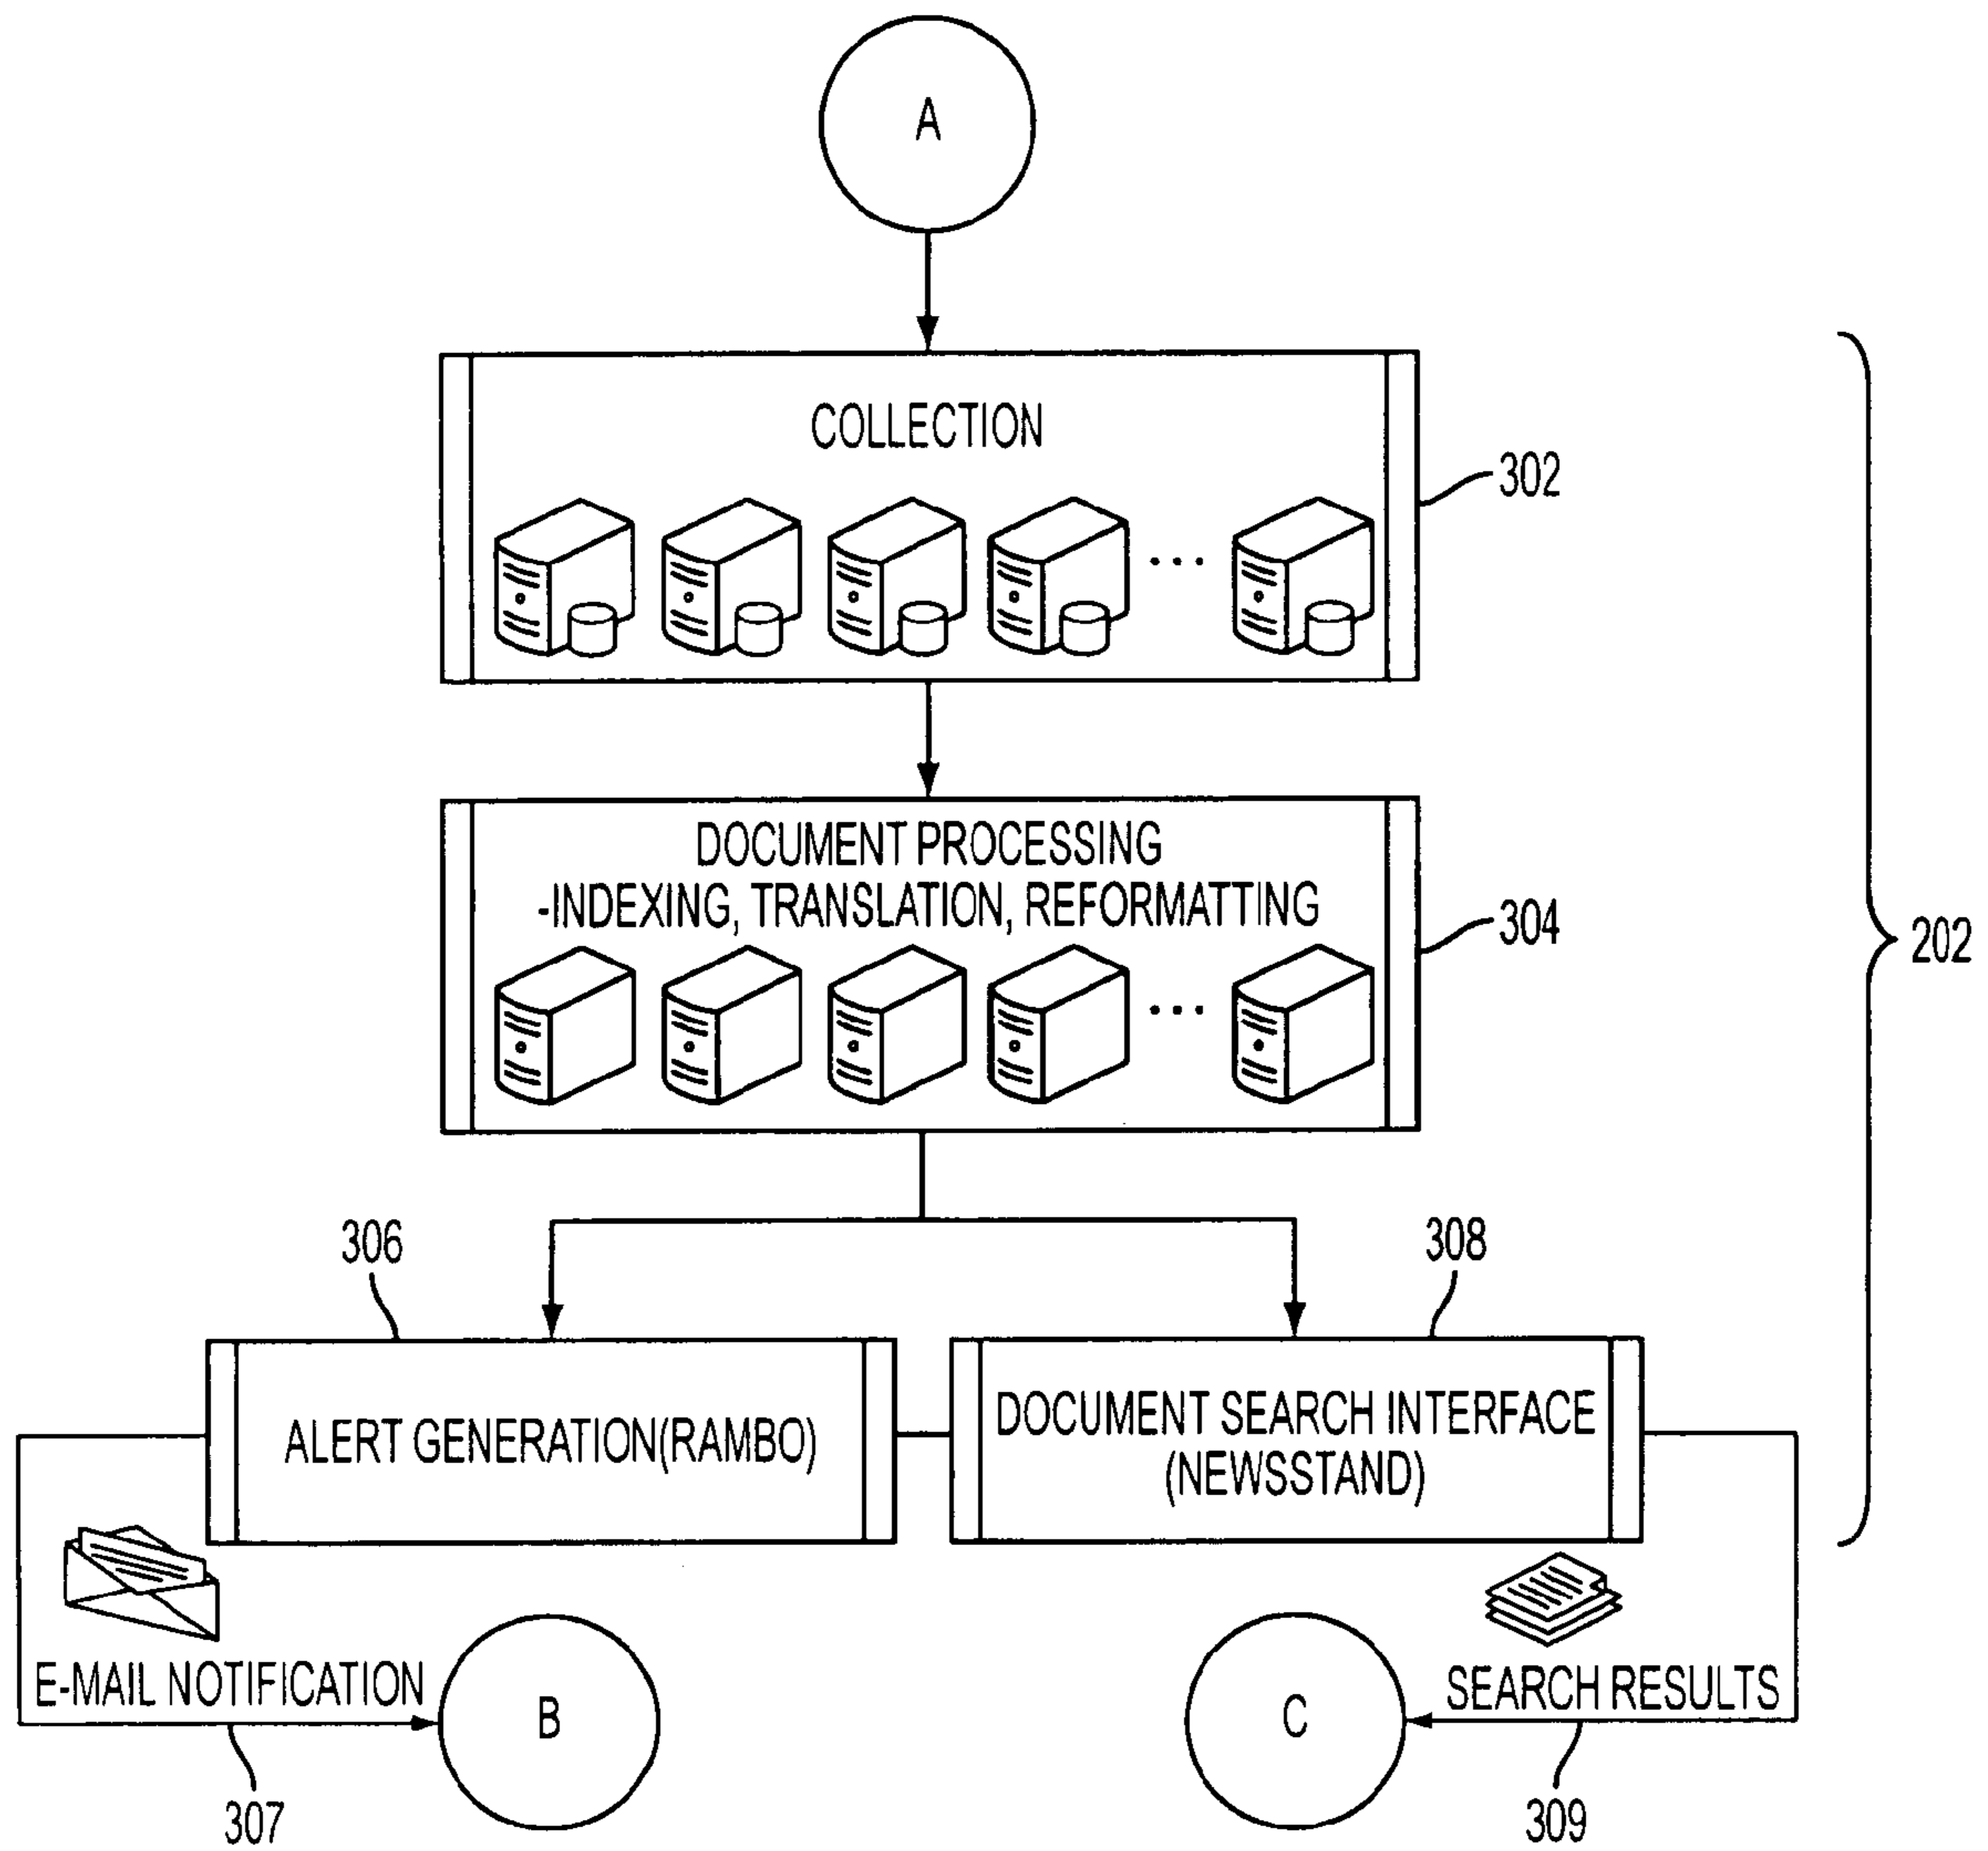 A
COLLECTION
302
DOCUMENT PROCESSING
-INDEXING, TRANSLATION, REFORMATTING
304
202
306
308
ALERT GENERATION(RAMBO)
DOCUMENT SEARCH INTERFACE
(NEWSSTAND)
E-MAIL NOTIFICATION
B
C
SEARCH RESULTS
307
309